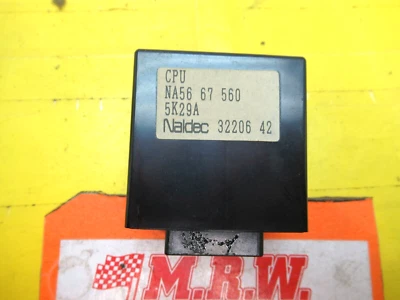 CPU
NA56 67 560
5K29A
Naldec 32206 42
M.R.W.